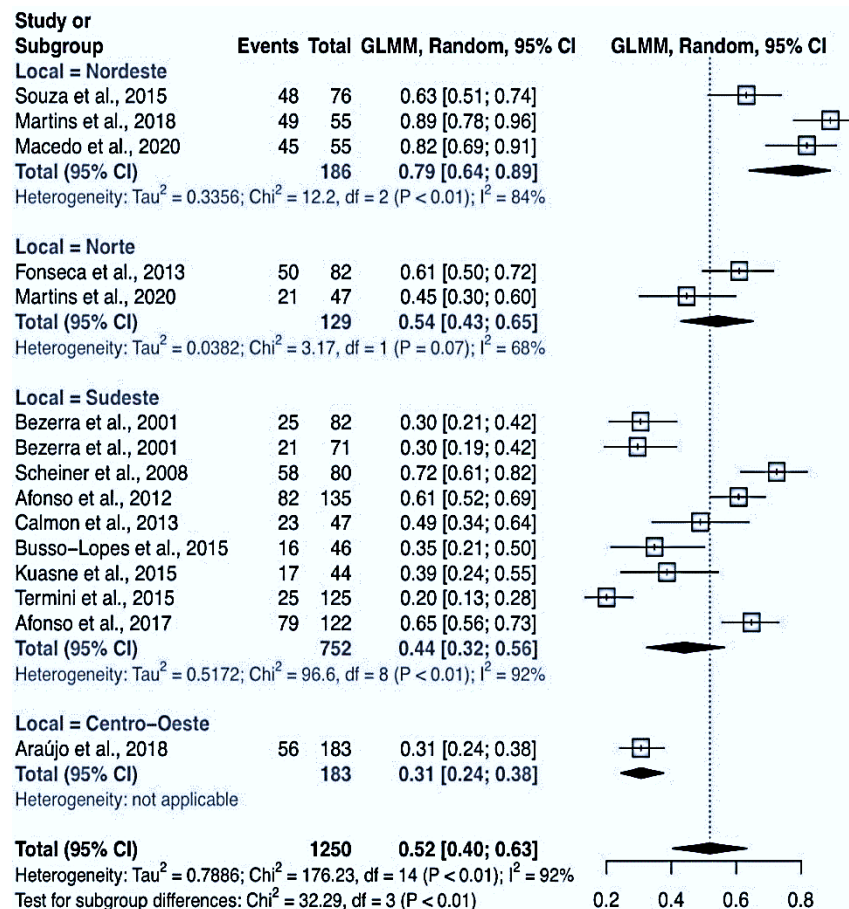 Study or
Subgroup Events Total GLMM, Random, 95% CI GLMM, Random, 95% CI
Local = Nordeste
Souza et al., 2015 48 76 0.63 [0.51; 0.74]
Martins et al., 2018 49 55 0.89 [0.78; 0.96]
Macedo et al., 2020 45 55 0.82 [0.69; 0.91]
Total (95% CI) 186 0.79 [0.64; 0.89]
Heterogeneity: Tau² = 0.3356; Chi² = 12.2, df = 2 (P < 0.01); I² = 84%
Local = Norte
Fonseca et al., 2013 50 82 0.61 [0.50; 0.72]
Martins et al., 2020 21 47 0.45 [0.30; 0.60]
Total (95% CI) 129 0.54 [0.43; 0.65]
Heterogeneity: Tau² = 0.0382; Chi² = 3.17, df = 1 (P = 0.07); I² = 68%
Local = Sudeste
Bezerra et al., 2001 25 82 0.30 [0.21; 0.42]
Bezerra et al., 2001 21 71 0.30 [0.19; 0.42]
Scheiner et al., 2008 58 80 0.72 [0.61; 0.82]
Afonso et al., 2012 82 135 0.61 [0.52; 0.69]
Calmon et al., 2013 23 47 0.49 [0.34; 0.64]
Busso–Lopes et al., 2015 16 46 0.35 [0.21; 0.50]
Kuasne et al., 2015 17 44 0.39 [0.24; 0.55]
Termini et al., 2015 25 125 0.20 [0.13; 0.28]
Afonso et al., 2017 79 122 0.65 [0.56; 0.73]
Total (95% CI) 752 0.44 [0.32; 0.56]
Heterogeneity: Tau² = 0.5172; Chi² = 96.6, df = 8 (P < 0.01); I² = 92%
Local = Centro–Oeste
Araújo et al., 2018 56 183 0.31 [0.24; 0.38]
Total (95% CI) 183 0.31 [0.24; 0.38]
Heterogeneity: not applicable
Total (95% CI) 1250 0.52 [0.40; 0.63]
Heterogeneity: Tau² = 0.7886; Chi² = 176.23, df = 14 (P < 0.01); I² = 92%
Test for subgroup differences: Chi² = 32.29, df = 3 (P < 0.01) 0.2 0.4 0.6 0.8